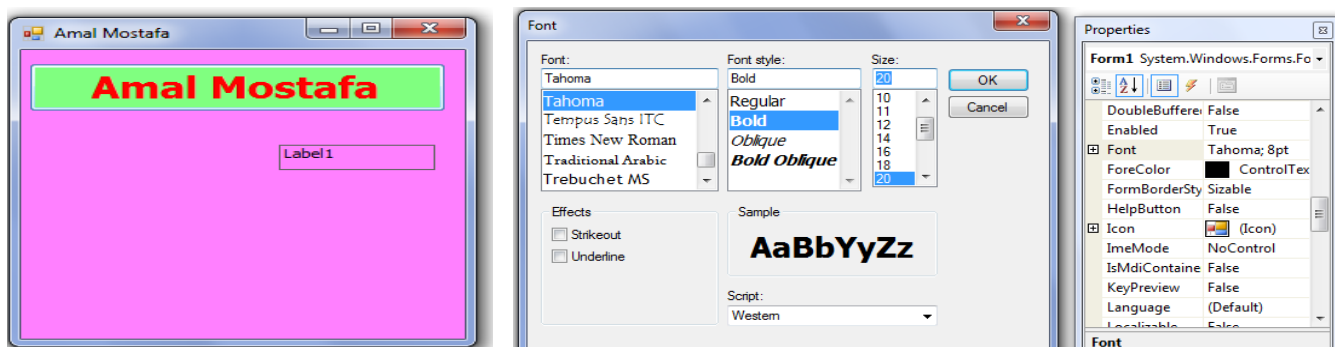 Amal Mostafa
Amal Mostafa
Label1
Font
Font:
Tahoma
Tahoma
Tempus Sans ITC
Times New Roman
Traditional Arabic
Trebuchet MS
Font style:
Bold
Regular
Bold
Oblique
Bold Oblique
Size:
20
10
11
12
14
16
18
20
OK
Cancel
Effects
Strikeout
Underline
Sample
AaBbYyZz
Script:
Western
Properties
Form1 System.Windows.Forms.Fo
DoubleBuffere False
Enabled True
Font Tahoma; 8pt
ForeColor ControlTex
FormBorderSty Sizable
HelpButton False
Icon (Icon)
ImeMode NoControl
IsMdiContaine False
KeyPreview False
Language (Default)
Localizable False
Font